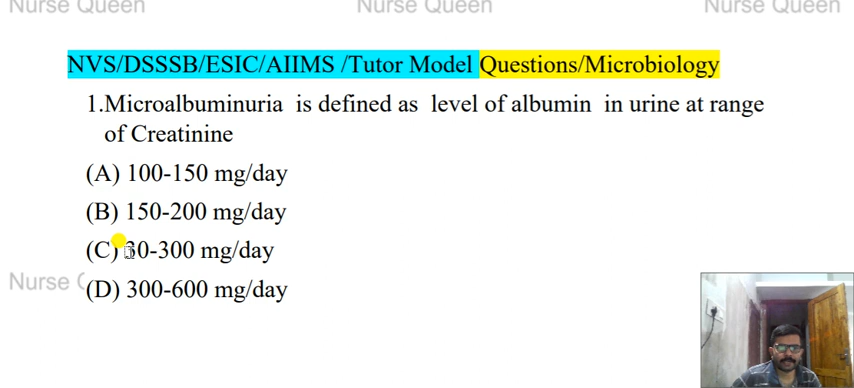 Nurse Queen Nurse Queen Nurse Queen
NVS/DSSSB/ESIC/AIIMS /Tutor Model Questions/Microbiology
1.Microalbuminuria is defined as level of albumin in urine at range
of Creatinine
(A) 100-150 mg/day
(B) 150-200 mg/day
(C) 30-300 mg/day
Nurse
(D) 300-600 mg/day